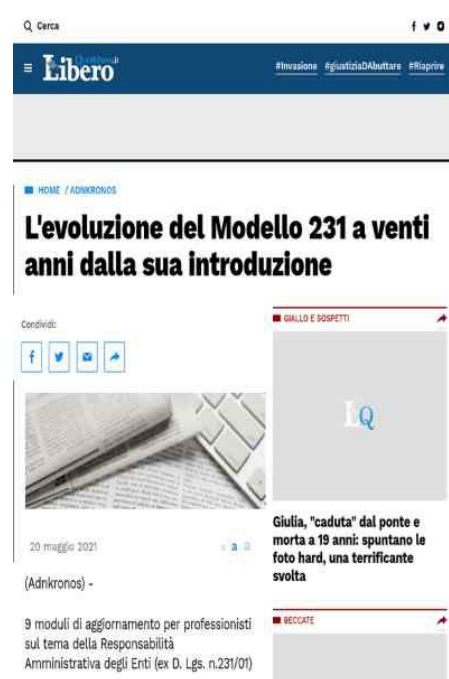 Cerca
Libero
#Invasione #giustiziaDAbuttare #Riaprire
HOME / ADNKRONOS
L'evoluzione del Modello 231 a venti
anni dalla sua introduzione
Condividi:
GIALLO E SOSPETTI
LQ
20 maggio 2021
a a a
Giulia, "caduta" dal ponte e
morta a 19 anni: spuntano le
foto hard, una terrificante
svolta
(Adnkronos) -
9 moduli di aggiornamento per professionisti
sul tema della Responsabilità
Amministrativa degli Enti (ex D. Lgs. n.231/01)
BECCATE